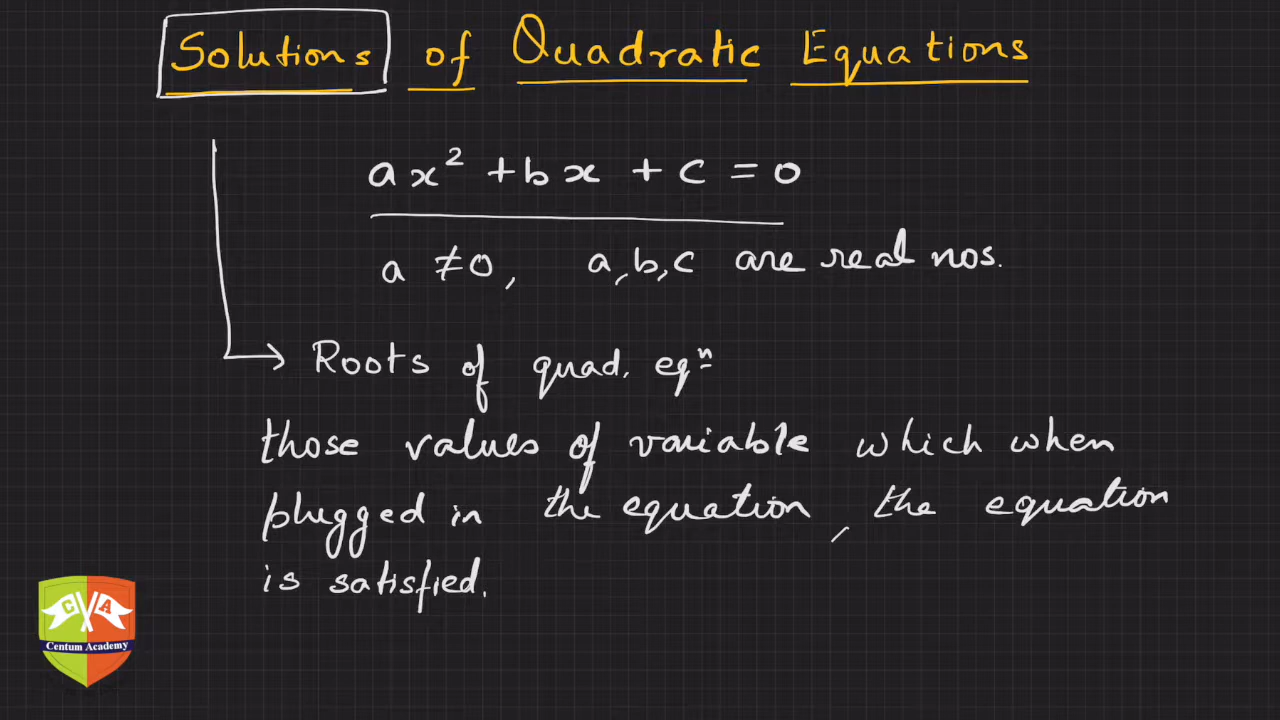 Solutions of Quadratic Equations
ax² + bx + c = 0
a ≠ 0, a, b, c are real nos.
→ Roots of quad. eqⁿ
those values of variable which when
plugged in the equation, the equation
is satisfied.
C A
Centum Academy